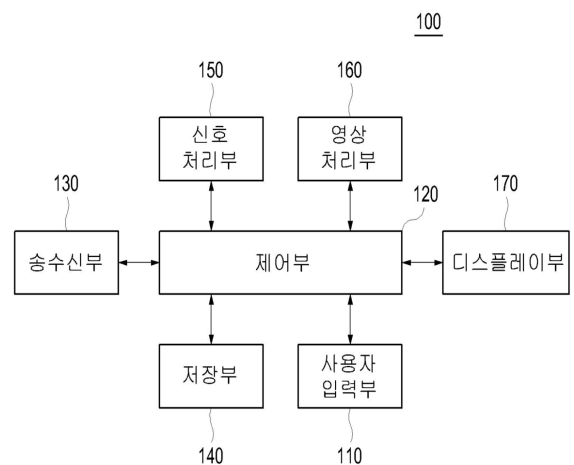 100
150
160
신호
처리부
영상
처리부
130
120
170
송수신부
제어부
디스플레이부
저장부
사용자
입력부
140
110